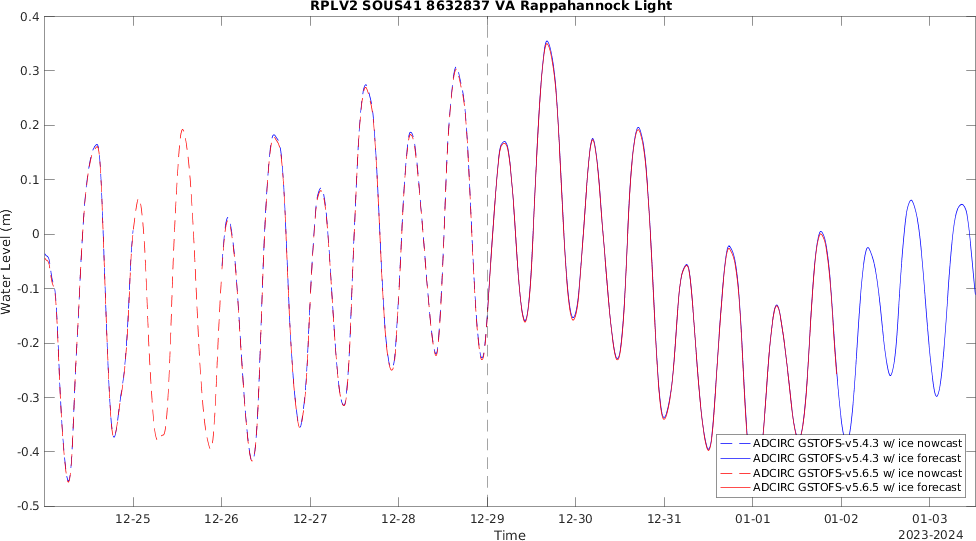 RPLV2 SOUS41 8632837 VA Rappahannock Light
0.4
0.3
0.2
0.1
0
-0.1
-0.2
-0.3
-0.4
-0.5
Water Level (m)
ADCIRC GSTOFS-v5.4.3 w/ ice nowcast
ADCIRC GSTOFS-v5.4.3 w/ ice forecast
ADCIRC GSTOFS-v5.6.5 w/ ice nowcast
ADCIRC GSTOFS-v5.6.5 w/ ice forecast
12-25 12-26 12-27 12-28 12-29 12-30 12-31 01-01 01-02 01-03
Time
2023-2024